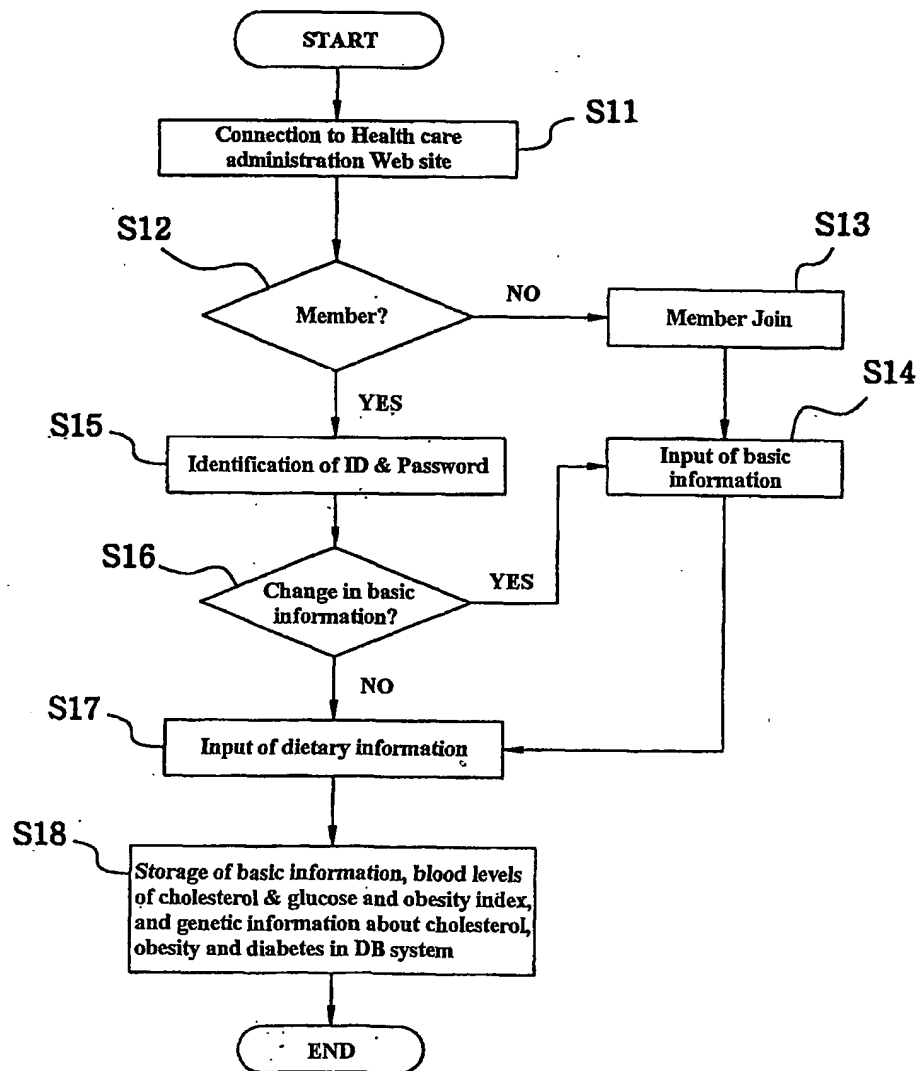 START
S11
Connection to Health care
administration Web site
S12
Member?
NO
S13
Member Join
YES
S14
Input of basic
information
S15
Identification of ID & Password
S16
Change in basic
information?
YES
NO
S17
Input of dietary information
S18
Storage of basic information, blood levels
of cholesterol & glucose and obesity index,
and genetic information about cholesterol,
obesity and diabetes in DB system
END